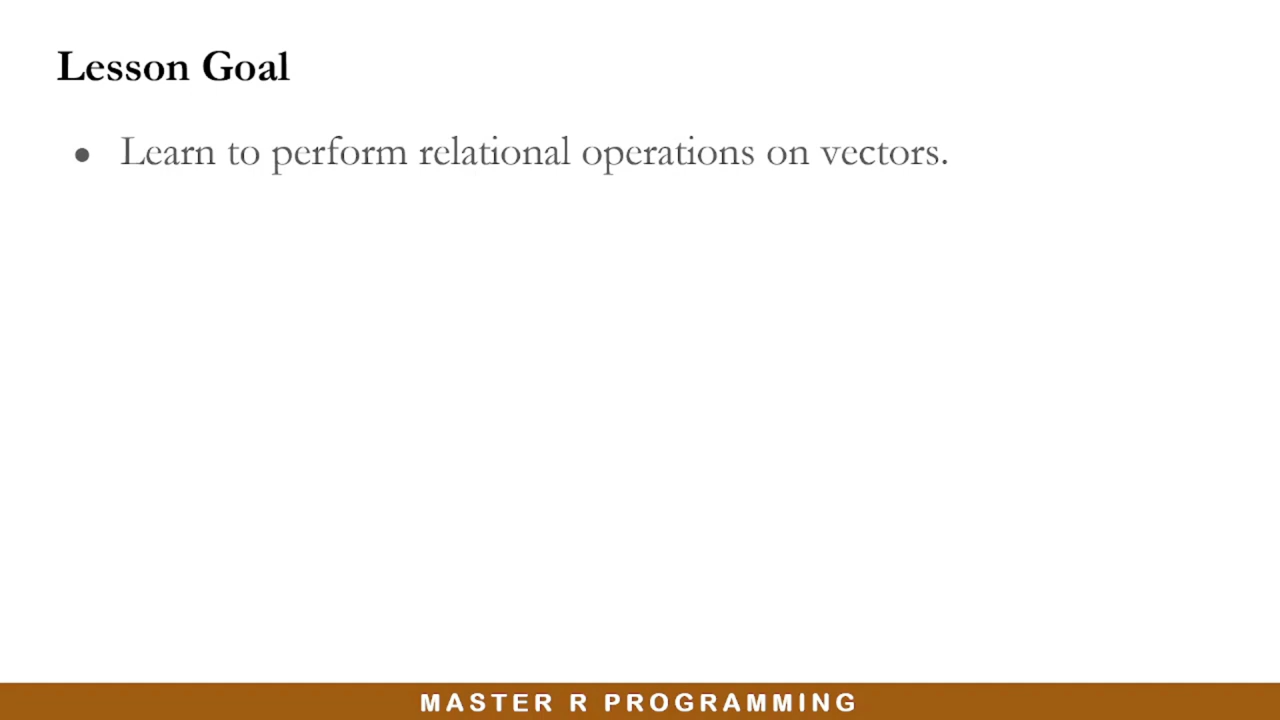 Lesson Goal
● Learn to perform relational operations on vectors.
MASTER R PROGRAMMING